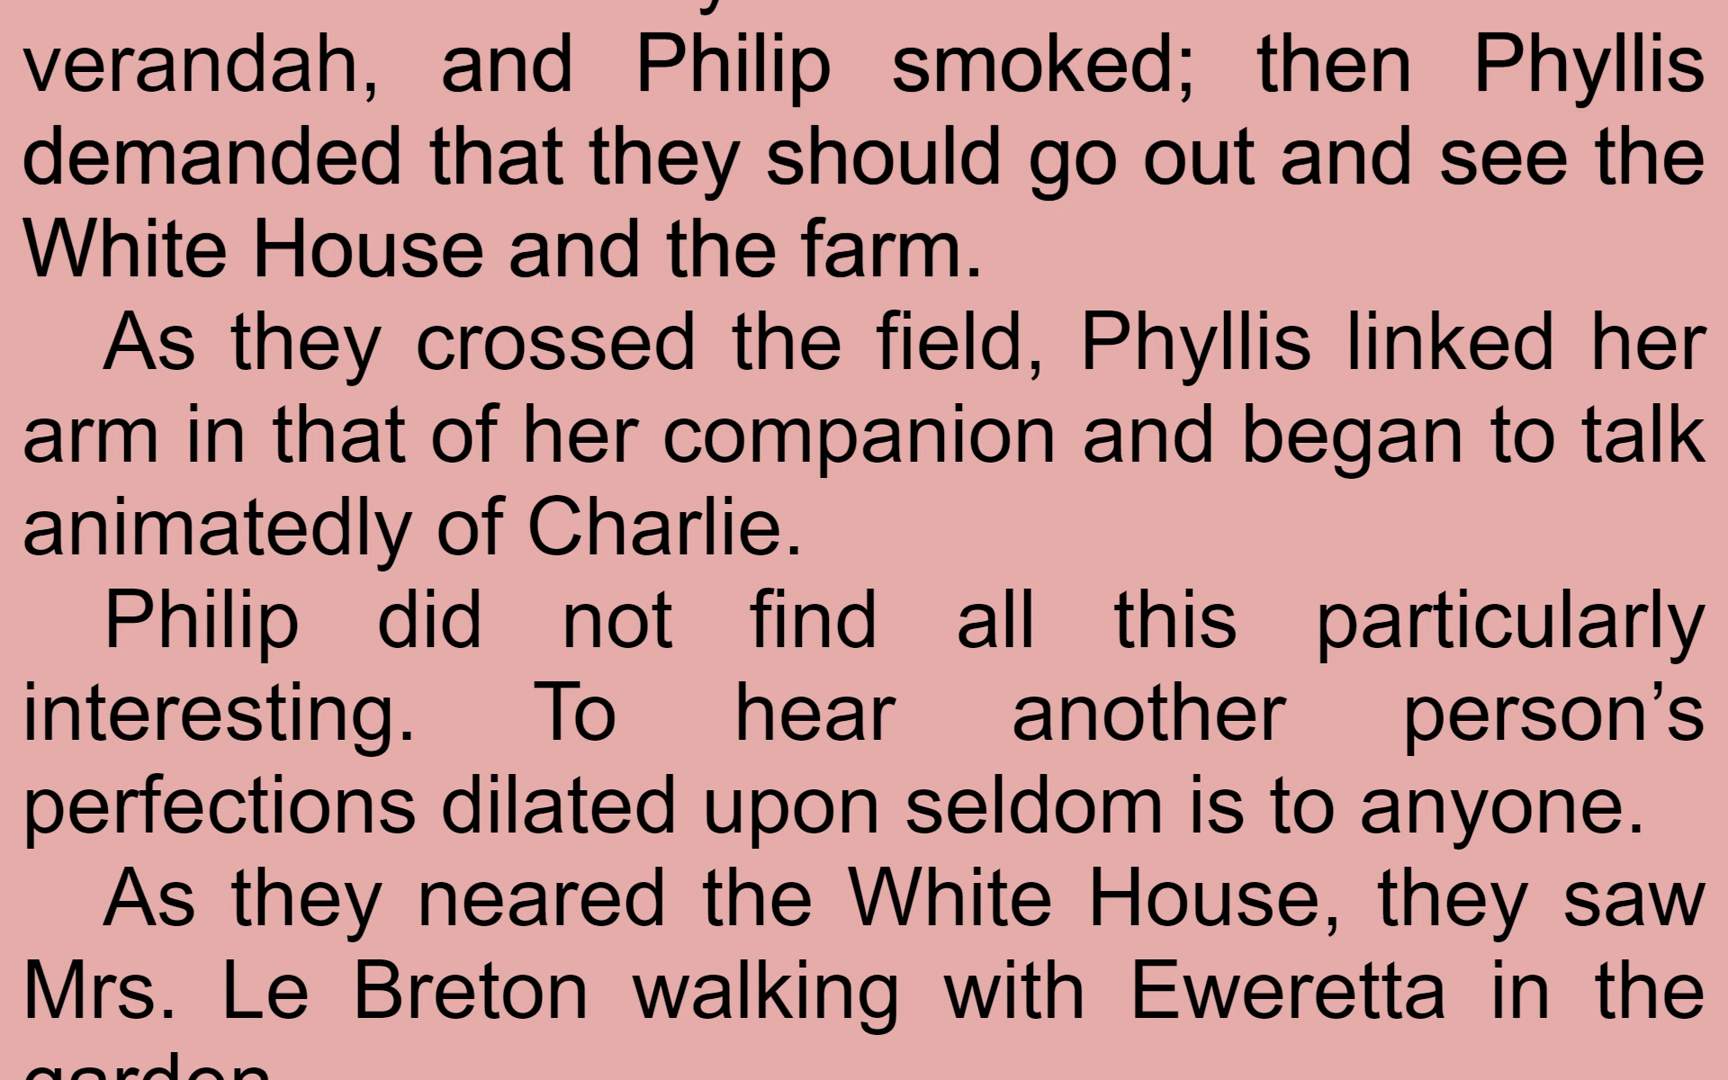 verandah, and Philip smoked; then Phyllis
demanded that they should go out and see the
White House and the farm.
As they crossed the field, Phyllis linked her
arm in that of her companion and began to talk
animatedly of Charlie.
Philip did not find all this particularly
interesting. To hear another person’s
perfections dilated upon seldom is to anyone.
As they neared the White House, they saw
Mrs. Le Breton walking with Eweretta in the
garden